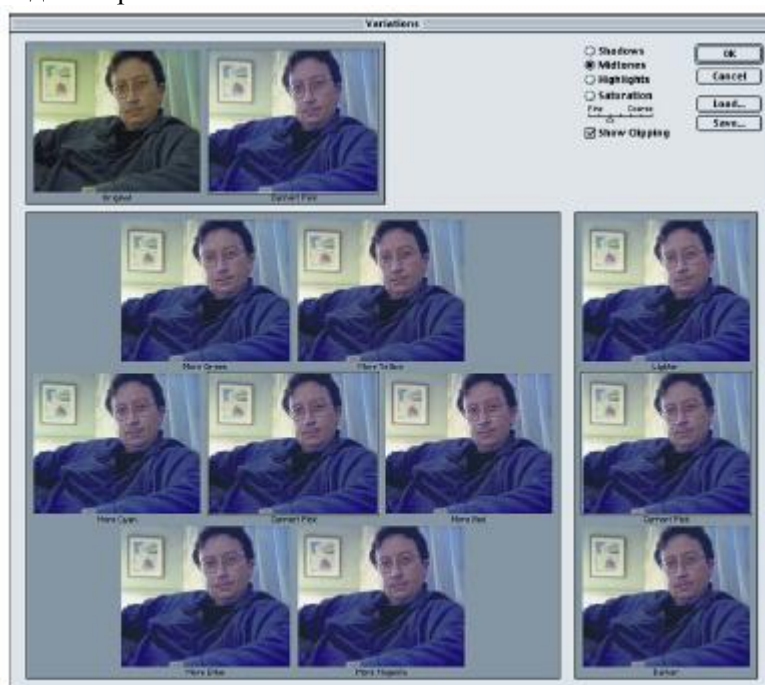 Variations
Shadows
Midtones
Highlights
Saturation
Fine Coarse
Show Clipping
OK
Cancel
Load...
Save...
Original
Current Pick
More Green
More Yellow
Lighter
More Cyan
Current Pick
More Red
Current Pick
More Blue
More Magenta
Darker